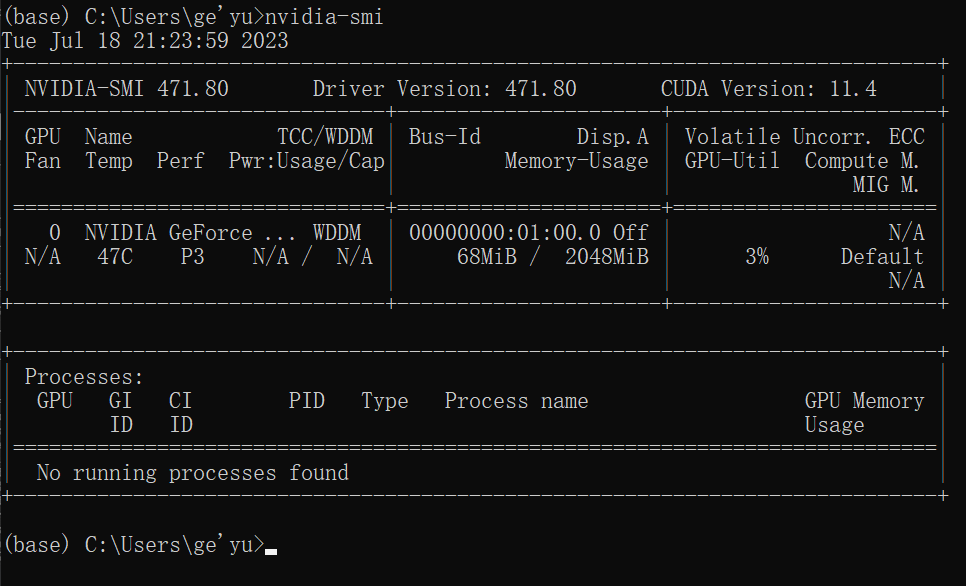 (base) C:\Users\ge'yu>nvidia-smi
Tue Jul 18 21:23:59 2023
+-----------------------------------------------------------------------------+
| NVIDIA-SMI 471.80       Driver Version: 471.80       CUDA Version: 11.4     |
|-------------------------------+----------------------+----------------------+
| GPU  Name            TCC/WDDM | Bus-Id        Disp.A | Volatile Uncorr. ECC |
| Fan  Temp  Perf  Pwr:Usage/Cap|         Memory-Usage | GPU-Util  Compute M. |
|                               |                      |               MIG M. |
|===============================+======================+======================|
|   0  NVIDIA GeForce ... WDDM  | 00000000:01:00.0 Off |                  N/A |
| N/A   47C    P3    N/A /  N/A |     68MiB /  2048MiB |      3%      Default |
|                               |                      |                  N/A |
+-------------------------------+----------------------+----------------------+

+-----------------------------------------------------------------------------+
| Processes:                                                                  |
|  GPU   GI   CI        PID   Type   Process name                  GPU Memory |
|        ID   ID                                                   Usage      |
|=============================================================================|
|  No running processes found                                                 |
+-----------------------------------------------------------------------------+

(base) C:\Users\ge'yu>